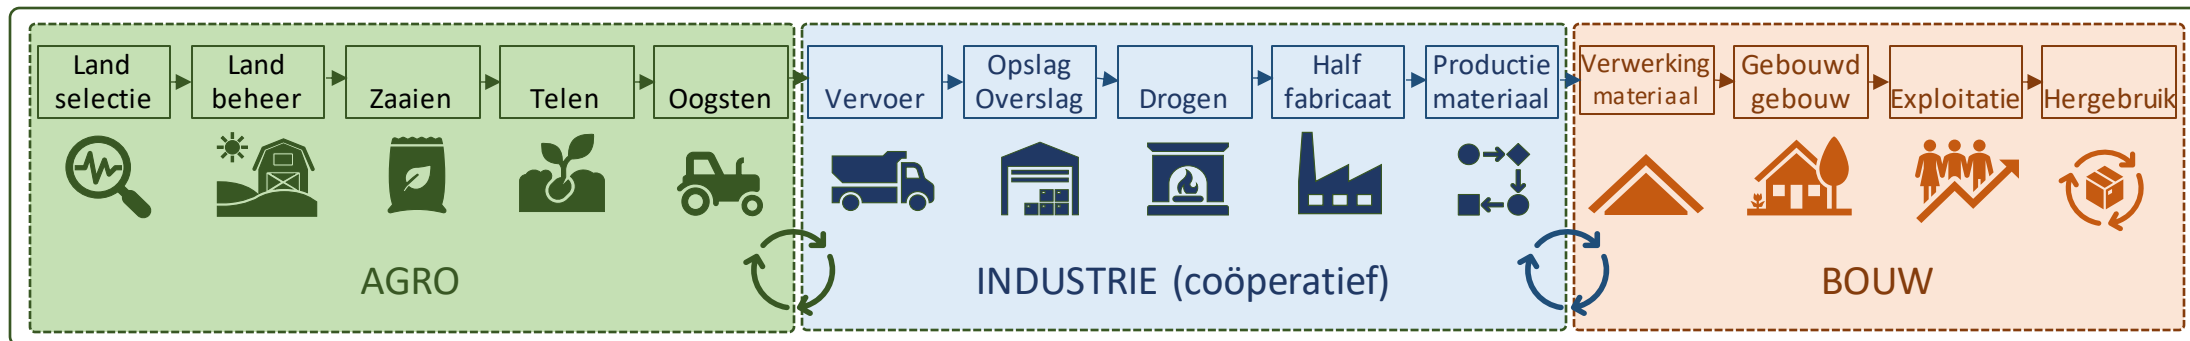 Land
selectie
Land
beheer
Zaaien
Telen
Oogsten
Vervoer
Opslag
Overslag
Drogen
Half
fabricaat
Productie
materiaal
Verwerking
materiaal
Gebouwd
gebouw
Exploitatie
Hergebruik
AGRO
INDUSTRIE (coöperatief)
BOUW